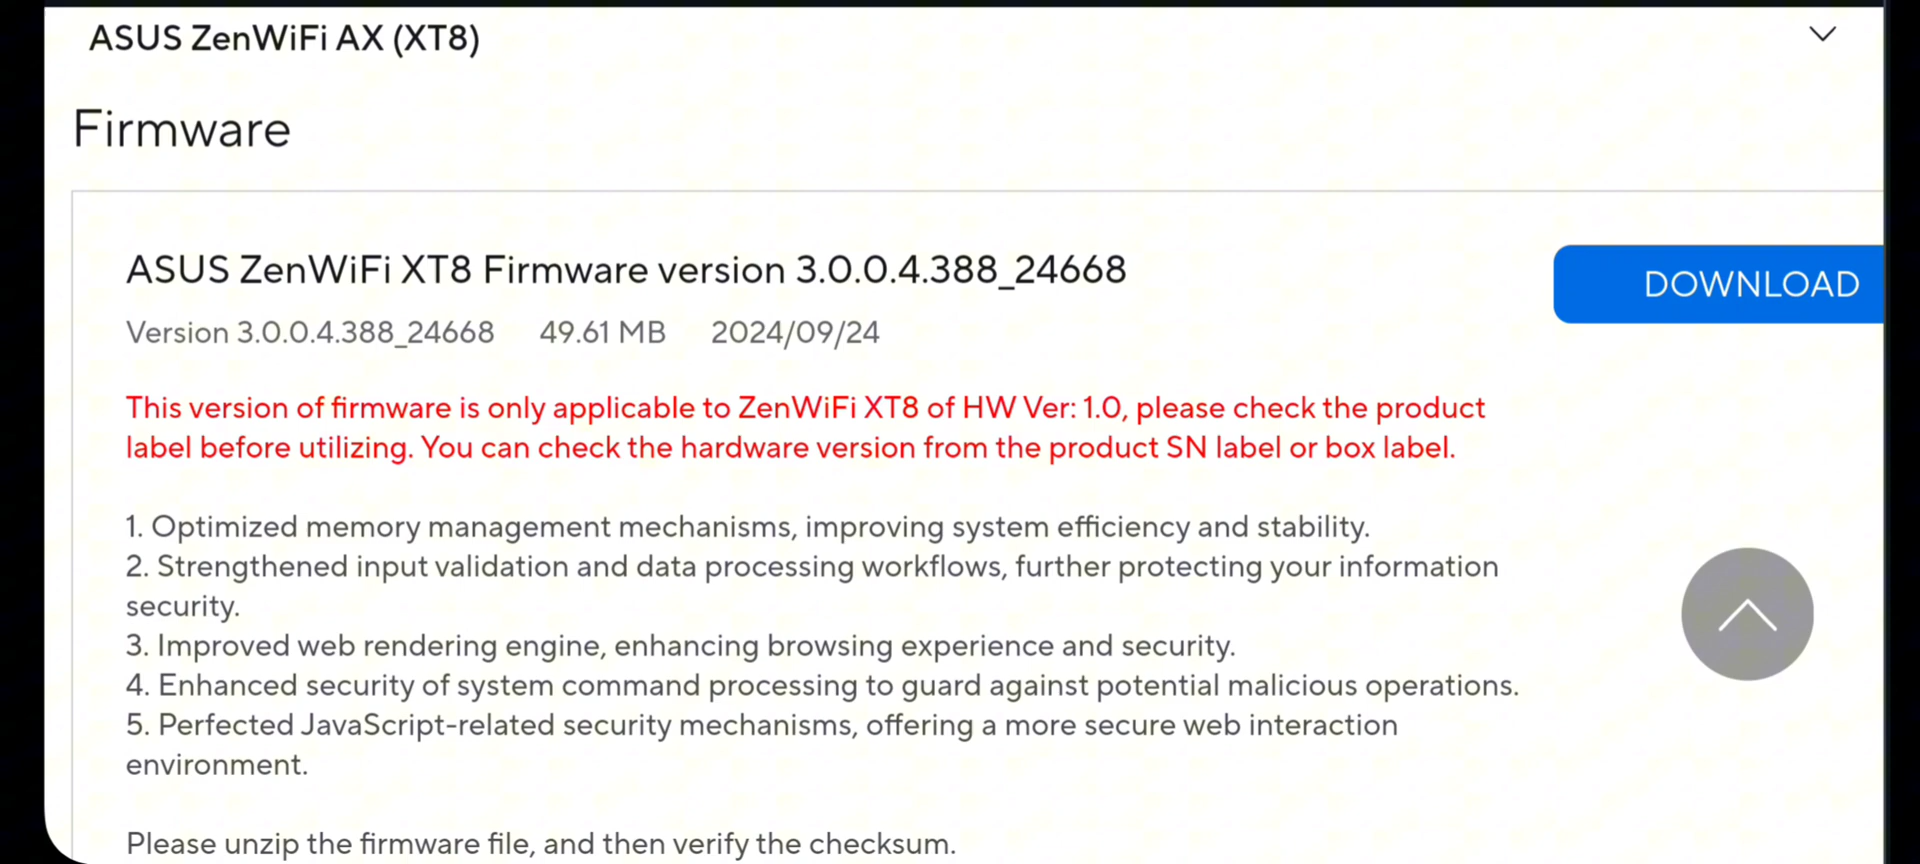 ASUS ZenWiFi AX (XT8)
Firmware
ASUS ZenWiFi XT8 Firmware version 3.0.0.4.388_24668
DOWNLOAD
Version 3.0.0.4.388_24668 49.61 MB 2024/09/24
This version of firmware is only applicable to ZenWiFi XT8 of HW Ver: 1.0, please check the product
label before utilizing. You can check the hardware version from the product SN label or box label.
1. Optimized memory management mechanisms, improving system efficiency and stability.
2. Strengthened input validation and data processing workflows, further protecting your information
security.
3. Improved web rendering engine, enhancing browsing experience and security.
4. Enhanced security of system command processing to guard against potential malicious operations.
5. Perfected JavaScript-related security mechanisms, offering a more secure web interaction
environment.
Please unzip the firmware file, and then verify the checksum.